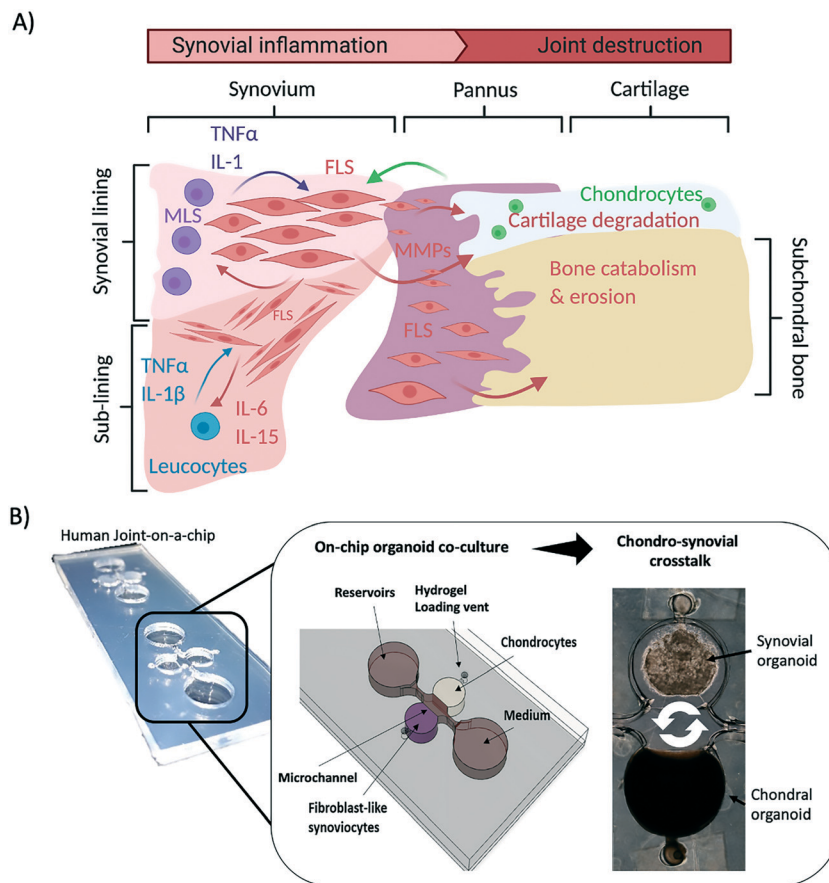 A)
Synovial inflammation
Joint destruction
Synovium
Pannus
Cartilage
TNFα
IL-1
FLS
MLS
Chondrocytes
Cartilage degradation
MMPs
Bone catabolism
& erosion
Synovial lining
FLS
FLS
Subchondral bone
TNFα
IL-1β
IL-6
IL-15
Sub-lining
Leucocytes
B)
Human Joint-on-a-chip
On-chip organoid co-culture
Chondro-synovial
crosstalk
Reservoirs
Hydrogel
Loading vent
Chondrocytes
Synovial
organoid
Medium
Microchannel
Fibroblast-like
synoviocytes
Chondral
organoid